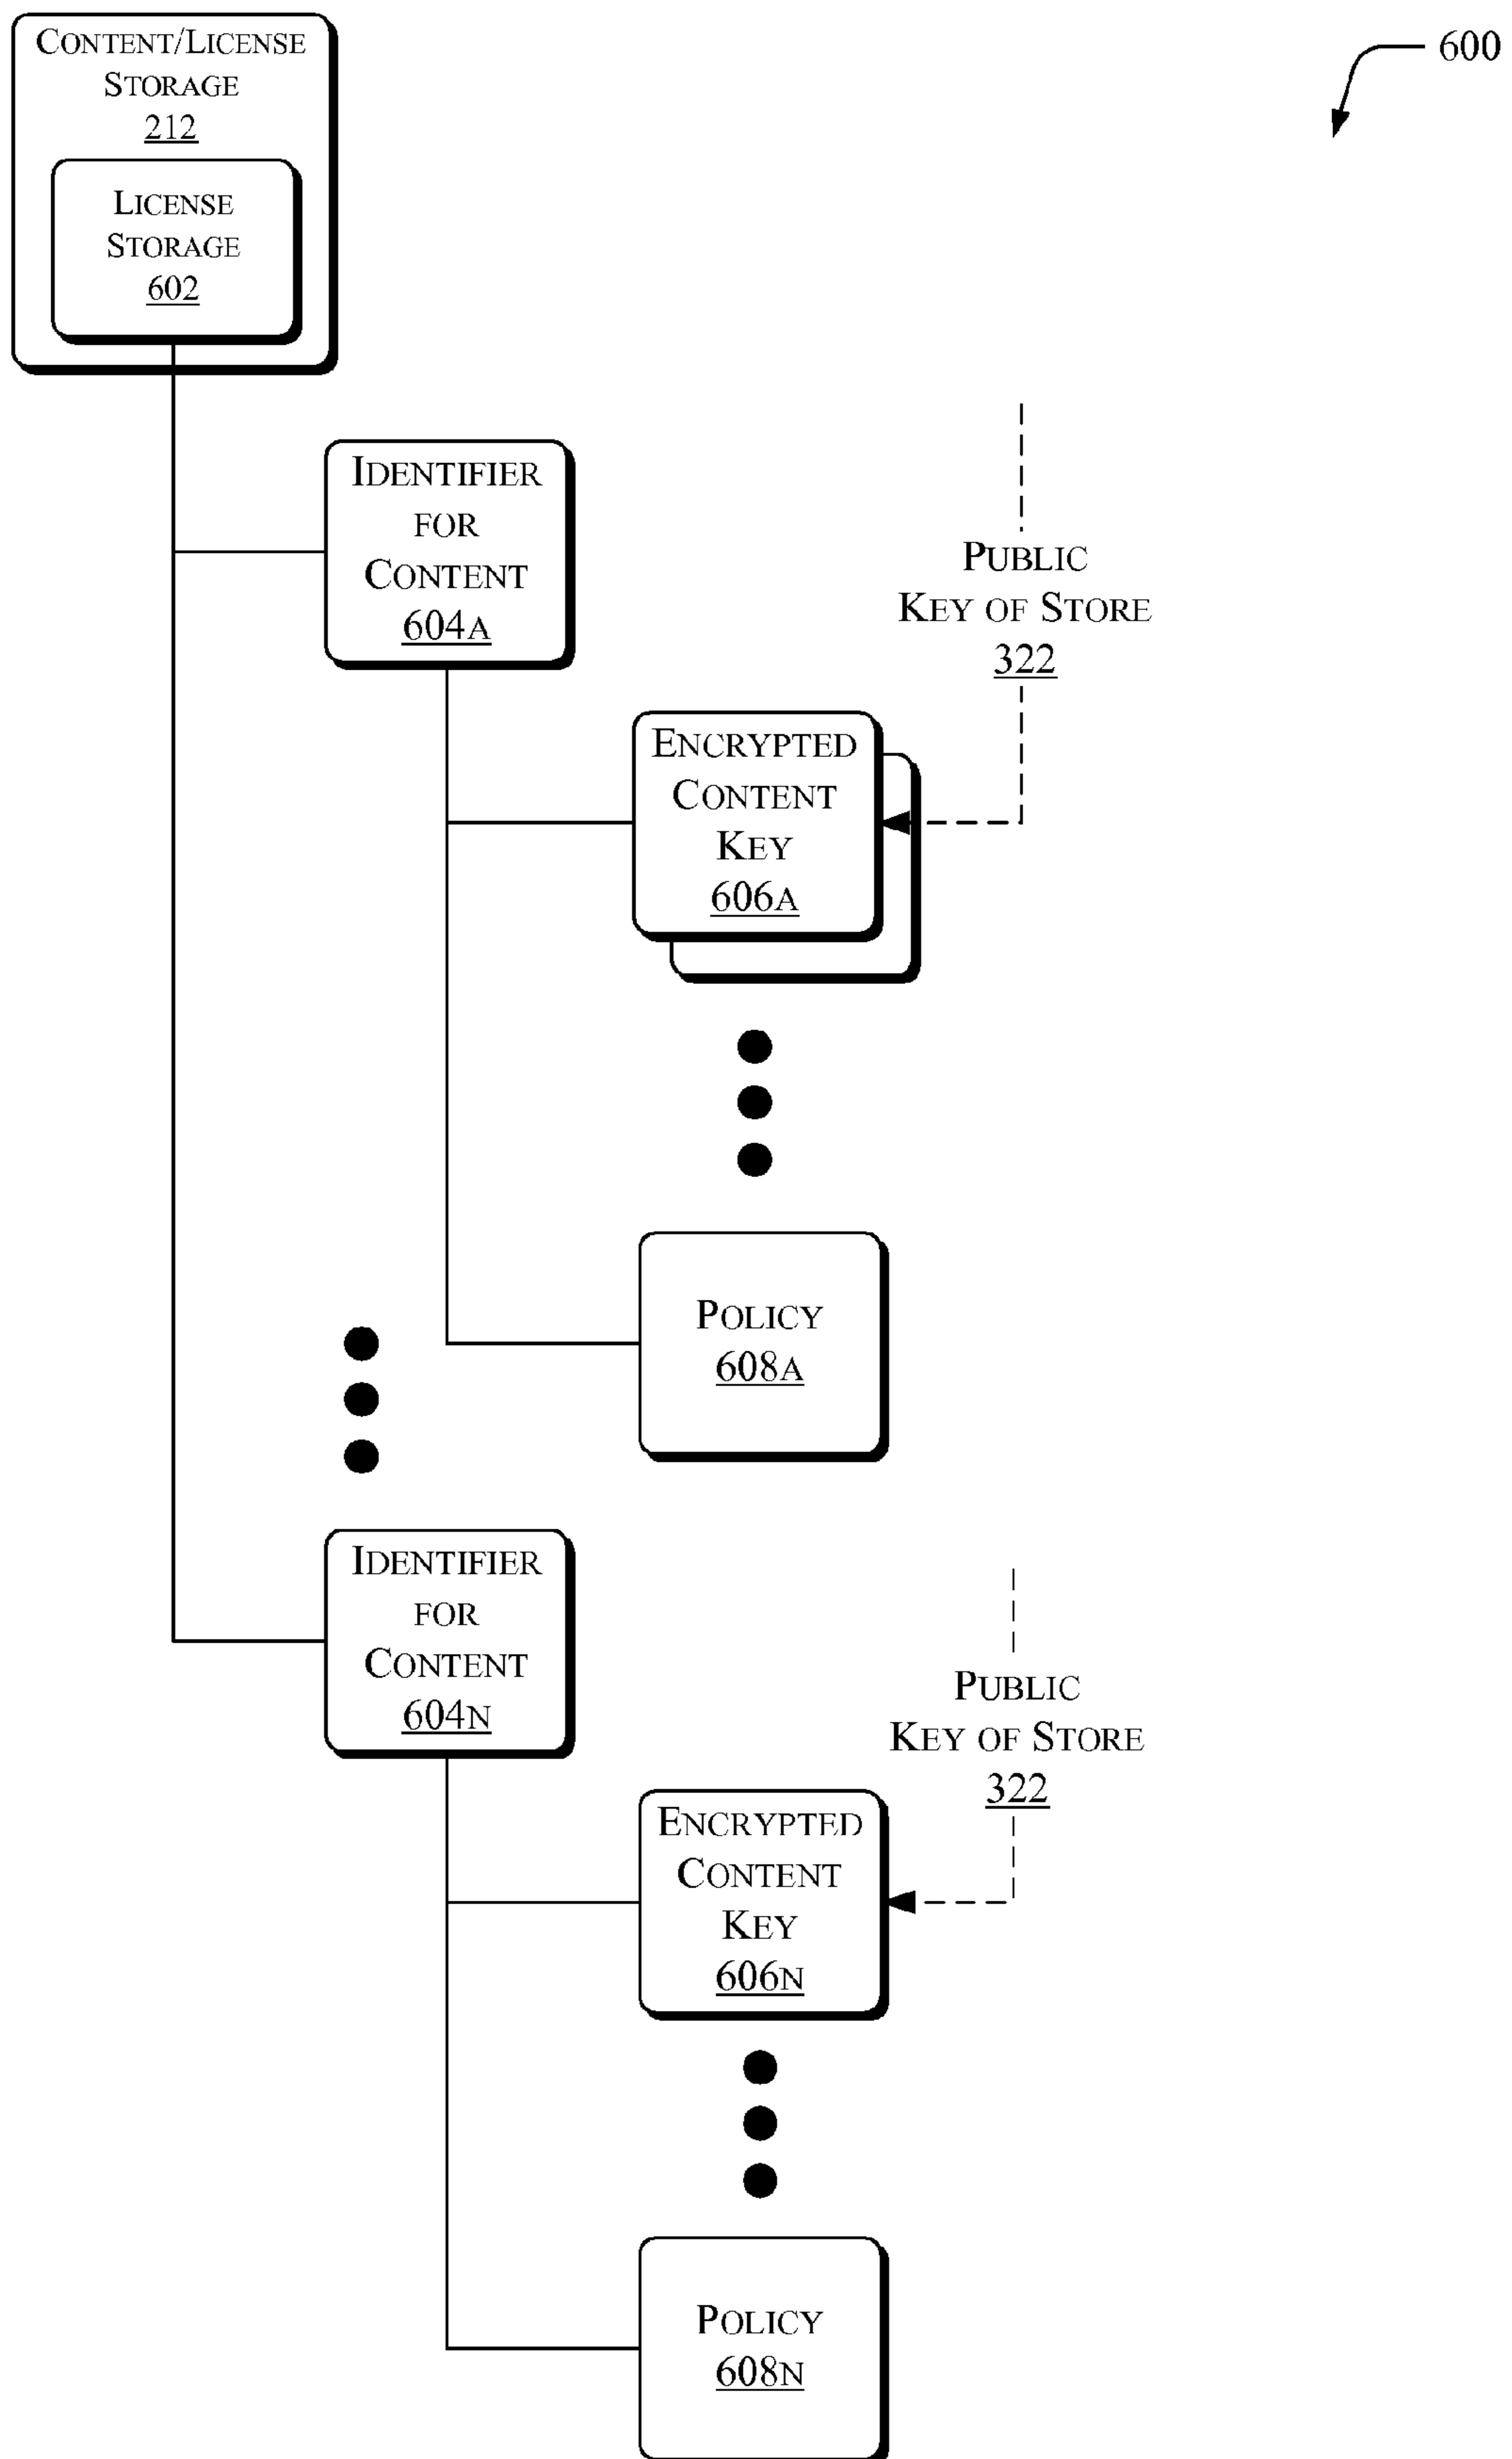 CONTENT/LICENSE
STORAGE
212
LICENSE
STORAGE
602
600
IDENTIFIER
FOR
CONTENT
604A
PUBLIC
KEY OF STORE
322
ENCRYPTED
CONTENT
KEY
606A
POLICY
608A
IDENTIFIER
FOR
CONTENT
604N
PUBLIC
KEY OF STORE
322
ENCRYPTED
CONTENT
KEY
606N
POLICY
608N